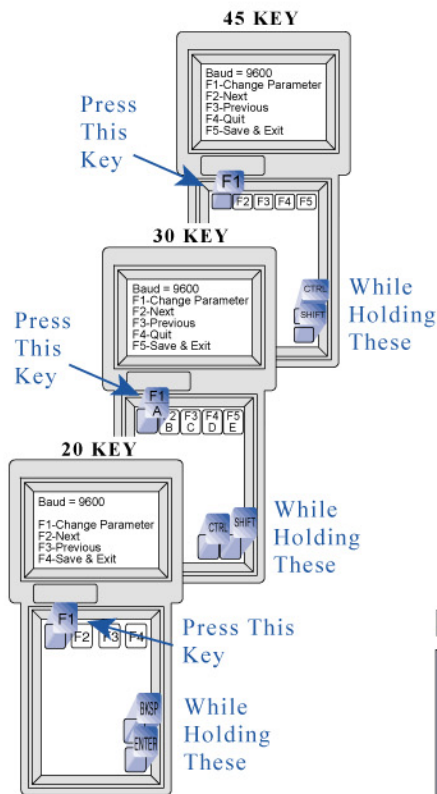 45 KEY
Baud = 9600
F1-Change Parameter
F2-Next
F3-Previous
F4-Quit
F5-Save & Exit
Press
This
Key
F1
F2 F3 F4 F5
CTRL
SHIFT
While
Holding
These
30 KEY
Baud = 9600
F1-Change Parameter
F2-Next
F3-Previous
F4-Quit
F5-Save & Exit
Press
This
Key
F1 2 F3 F4 F5
A B C D E
CTRL SHIFT
While
Holding
These
20 KEY
Baud = 9600
F1-Change Parameter
F2-Next
F3-Previous
F4-Save & Exit
F1
F2 F3 F4
Press This
Key
BKSP
ENTER
While
Holding
These